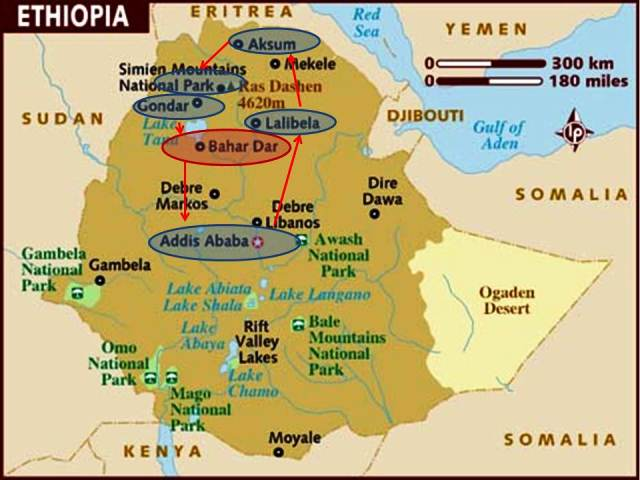 ETHIOPIA
ERITREA
Red
Sea
YEMEN
Aksum
Mekele
0 300 km
0 180 miles
Simien Mountains
National Park
Ras Dashen
4620m
Gondar
SUDAN
Lake
Tana
Lalibela
DJIBOUTI
Gulf of
Aden
lp
Bahar Dar
SOMALIA
Debre
Markos
Dire
Dawa
Debre
Libanos
Addis Ababa
Awash
National
Park
Gambela
National
Park
Gambela
Lake Abiata
Lake Shala
Lake Langano
Ogaden
Desert
Lake
Abaya
Rift
Valley
Lakes
Bale
Mountains
National
Park
Omo
National
Park
Lake
Chamo
Mago
National
Park
KENYA
Moyale
SOMALIA